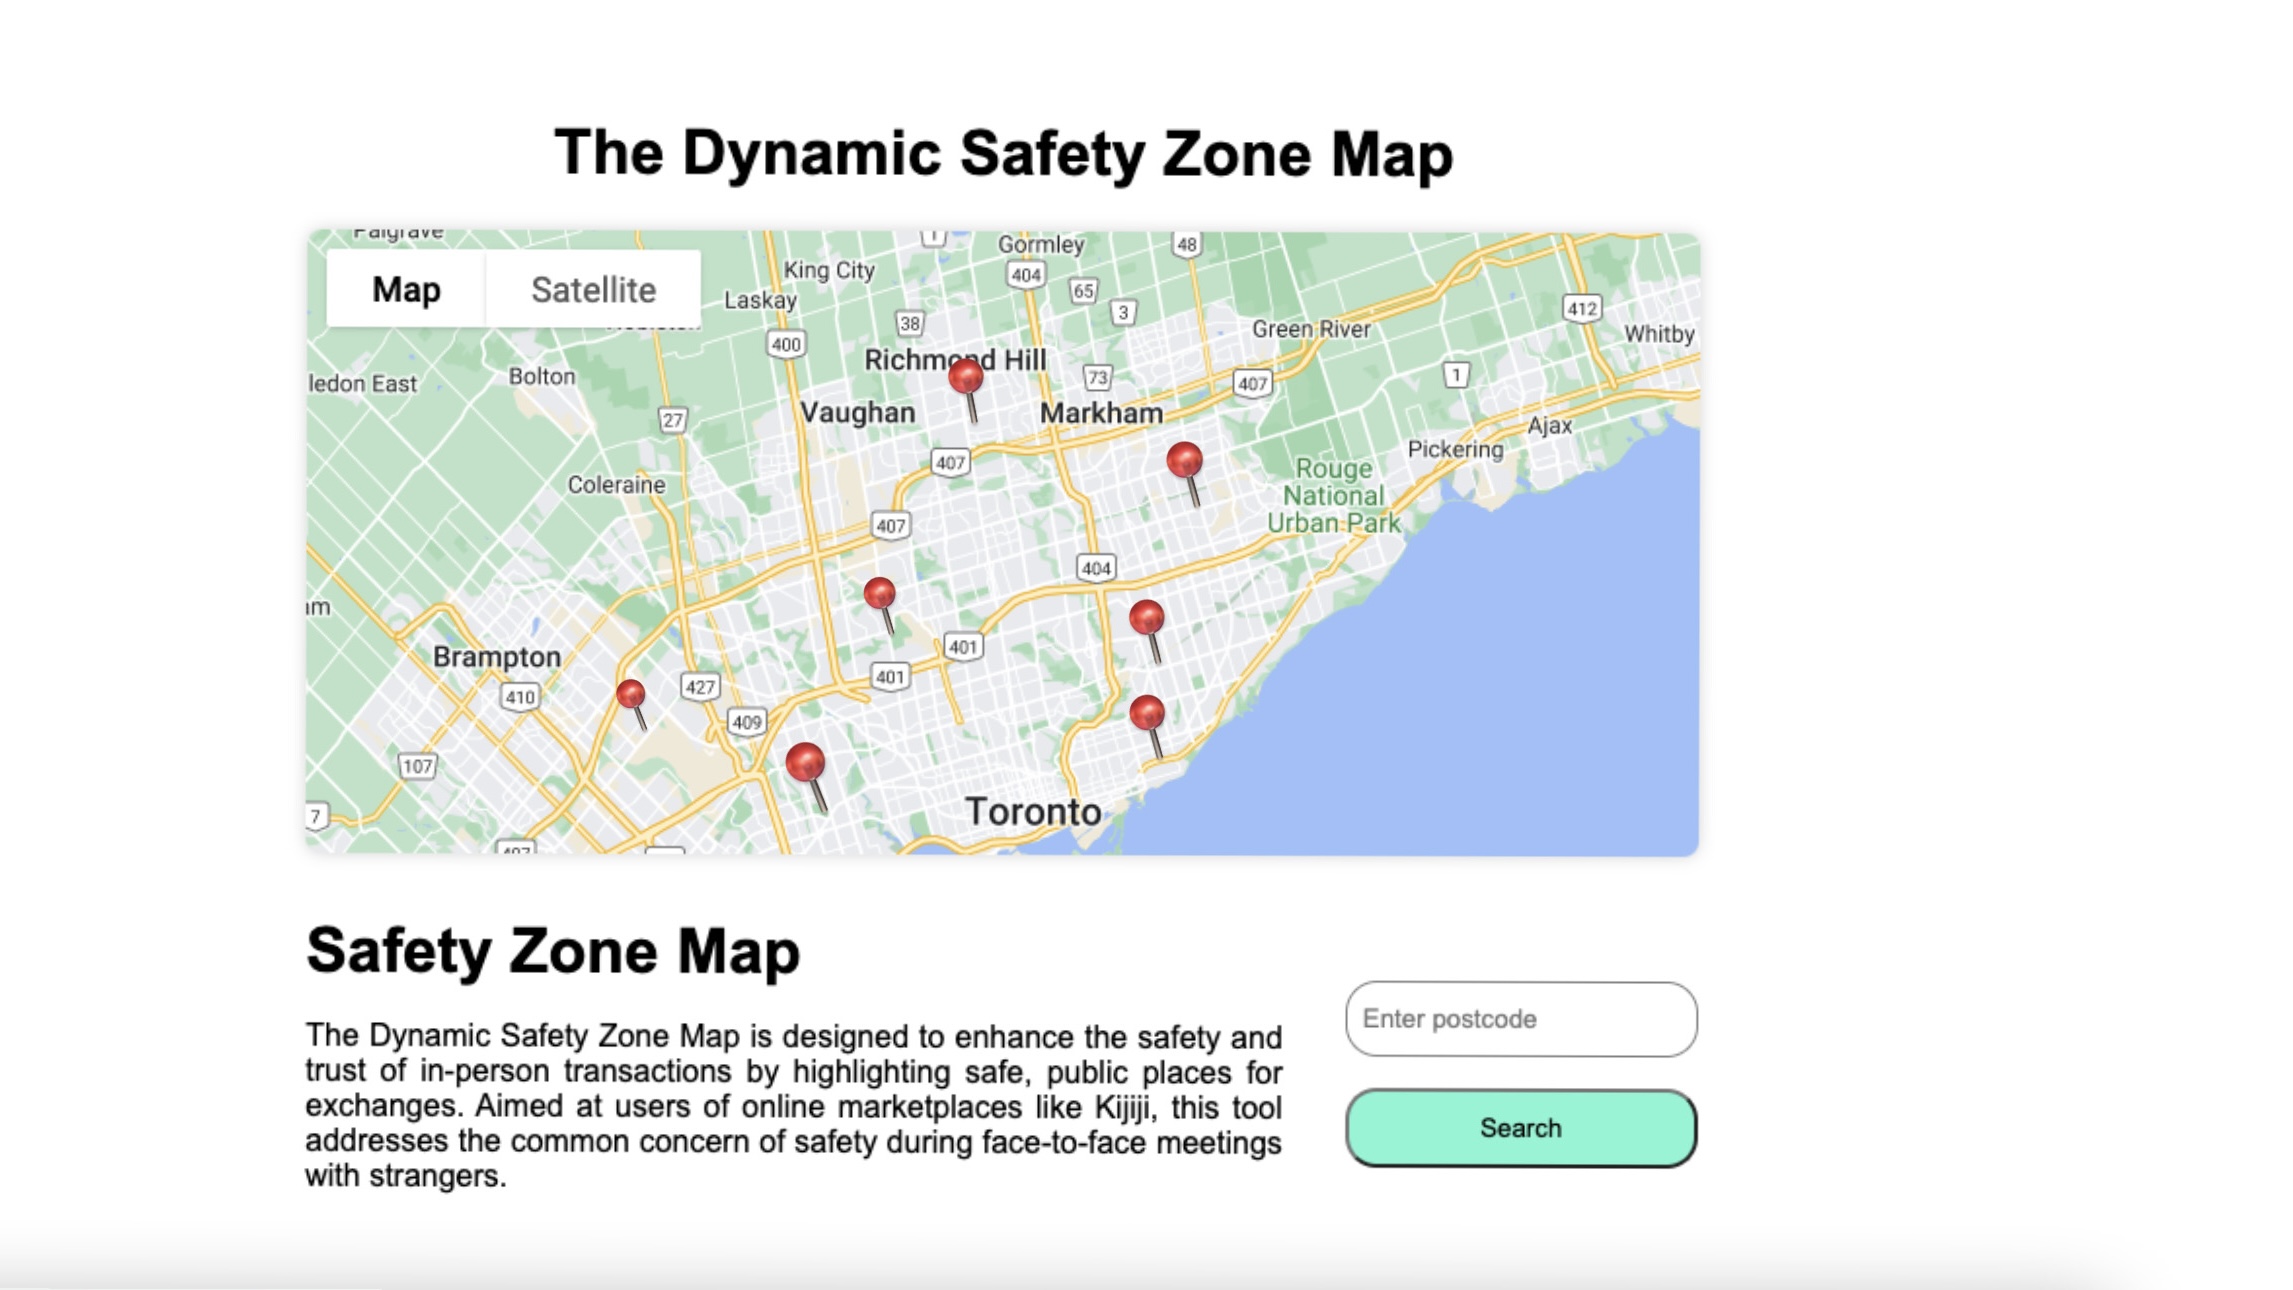 The Dynamic Safety Zone Map
Palgrave
Map
Satellite
King City
Laskay
Gormley
404
48
65
3
38
400
412
Whitby
Green River
Richmond Hill
ledon East
Bolton
73
407
1
27
Vaughan
Markham
Ajax
Pickering
407
Rouge
National
Urban Park
Coleraine
407
404
am
401
Brampton
401
427
410
409
107
Toronto
7
407
Safety Zone Map
The Dynamic Safety Zone Map is designed to enhance the safety and
trust of in-person transactions by highlighting safe, public places for
exchanges. Aimed at users of online marketplaces like Kijiji, this tool
addresses the common concern of safety during face-to-face meetings
with strangers.
Enter postcode
Search